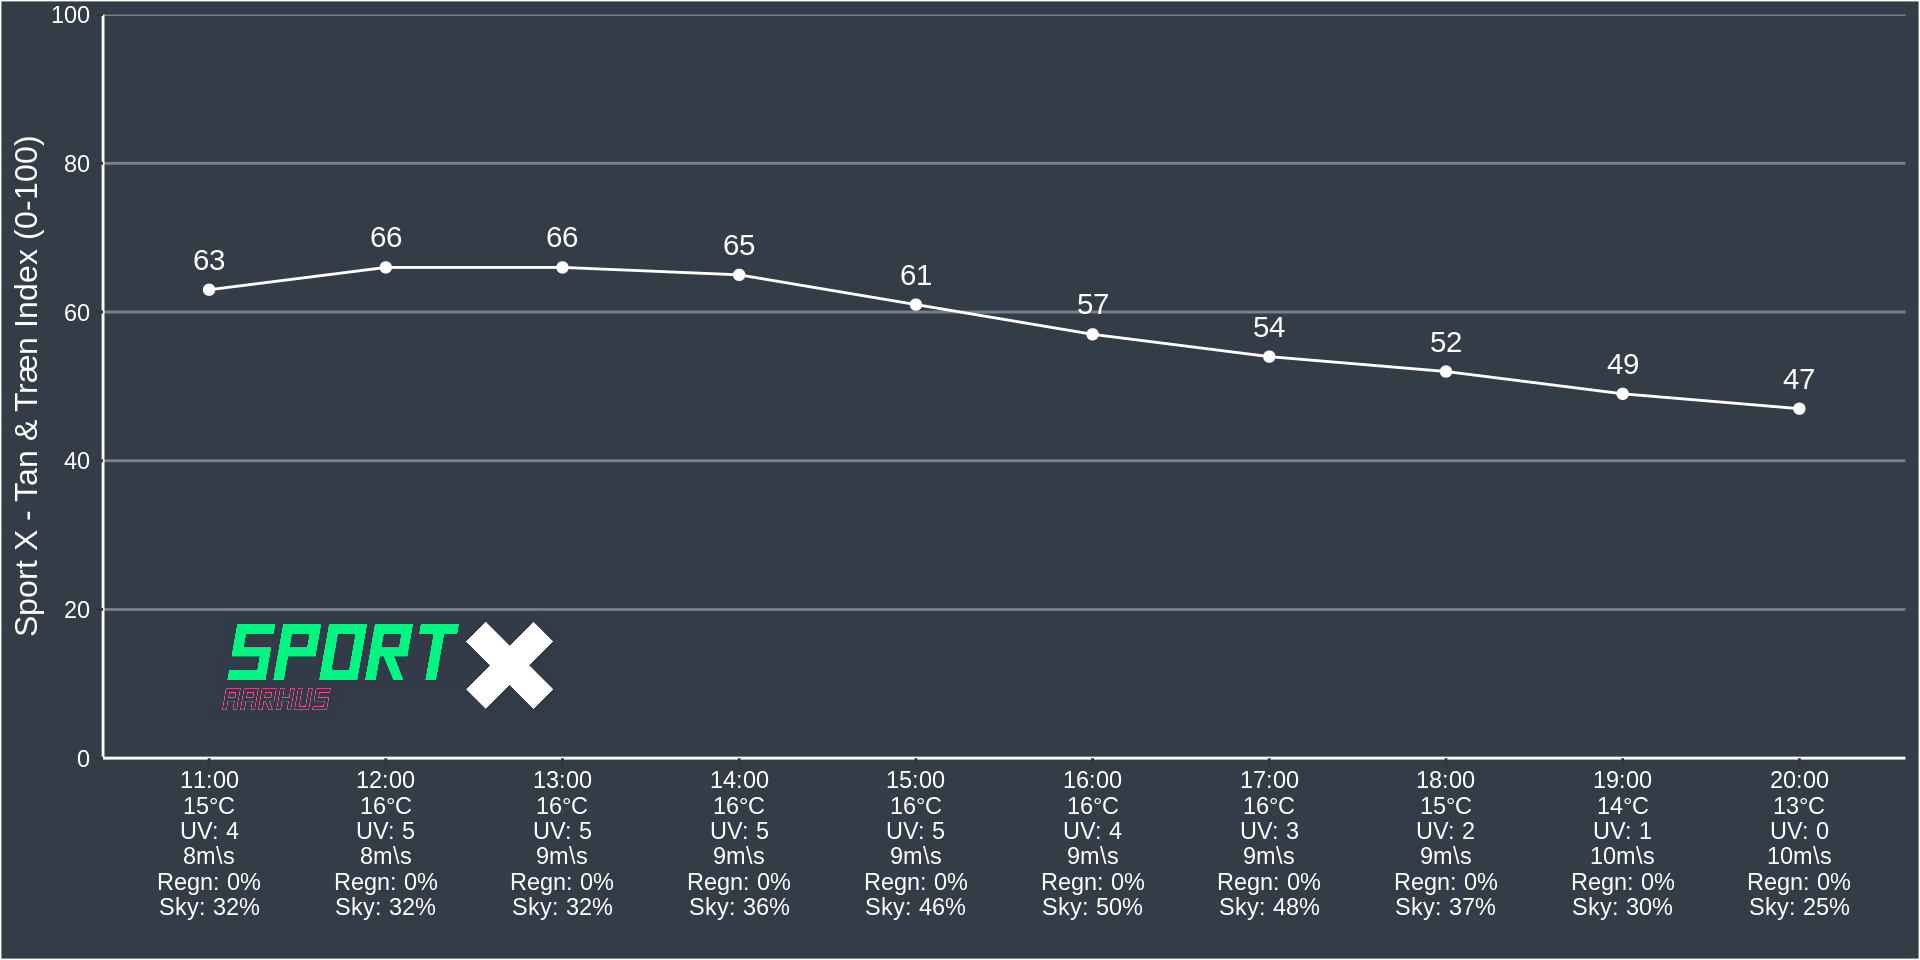 Sport X - Tan & Træn Index (0-100)
100
80
60
40
20
0
63
66
66
65
61
57
54
52
49
47
SPORT X
AARHUS
11:00 12:00 13:00 14:00 15:00 16:00 17:00 18:00 19:00 20:00
15°C 16°C 16°C 16°C 16°C 16°C 16°C 15°C 14°C 13°C
UV: 4 UV: 5 UV: 5 UV: 5 UV: 5 UV: 4 UV: 3 UV: 2 UV: 1 UV: 0
8m\s 8m\s 9m\s 9m\s 9m\s 9m\s 9m\s 9m\s 10m\s 10m\s
Regn: 0% Regn: 0% Regn: 0% Regn: 0% Regn: 0% Regn: 0% Regn: 0% Regn: 0% Regn: 0% Regn: 0%
Sky: 32% Sky: 32% Sky: 32% Sky: 36% Sky: 46% Sky: 50% Sky: 48% Sky: 37% Sky: 30% Sky: 25%